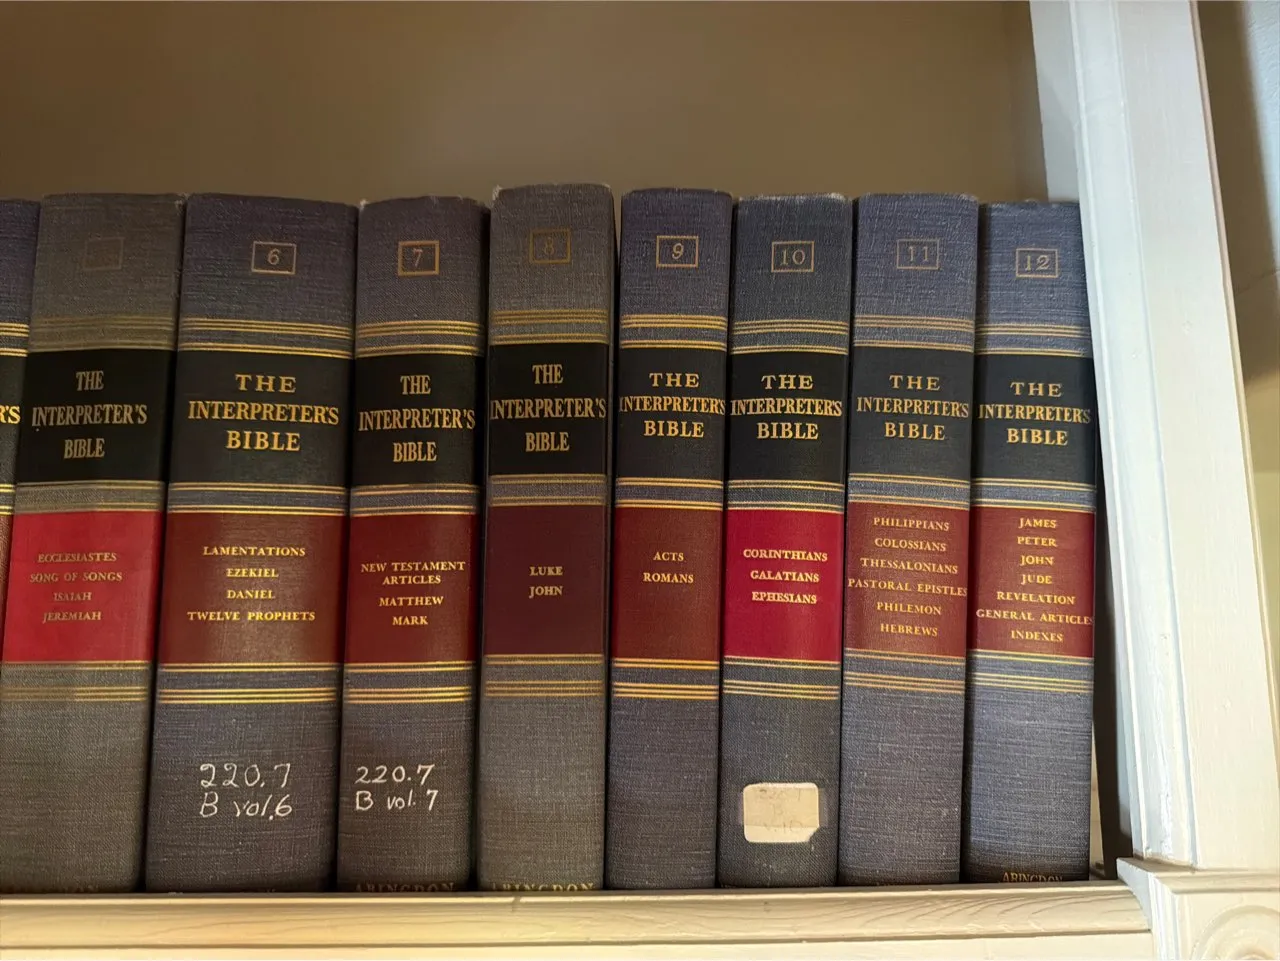 R'S
THE
INTERPRETER'S
BIBLE
ECCLESIASTES
SONG OF SONGS
ISAIAH
JEREMIAH
6
THE
INTERPRETER'S
BIBLE
LAMENTATIONS
EZEKIEL
DANIEL
TWELVE PROPHETS
220.7
B vol.6
7
THE
INTERPRETER'S
BIBLE
NEW TESTAMENT
ARTICLES
MATTHEW
MARK
220.7
B vol. 7
ABINGDON
8
THE
INTERPRETER'S
BIBLE
LUKE
JOHN
ABINGDON
9
THE
INTERPRETER'S
BIBLE
ACTS
ROMANS
10
THE
INTERPRETER'S
BIBLE
CORINTHIANS
GALATIANS
EPHESIANS
11
THE
INTERPRETER'S
BIBLE
PHILIPPIANS
COLOSSIANS
THESSALONIANS
PASTORAL EPISTLES
PHILEMON
HEBREWS
12
THE
INTERPRETER'S
BIBLE
JAMES
PETER
JOHN
JUDE
REVELATION
GENERAL ARTICLES
INDEXES
ABINGDON